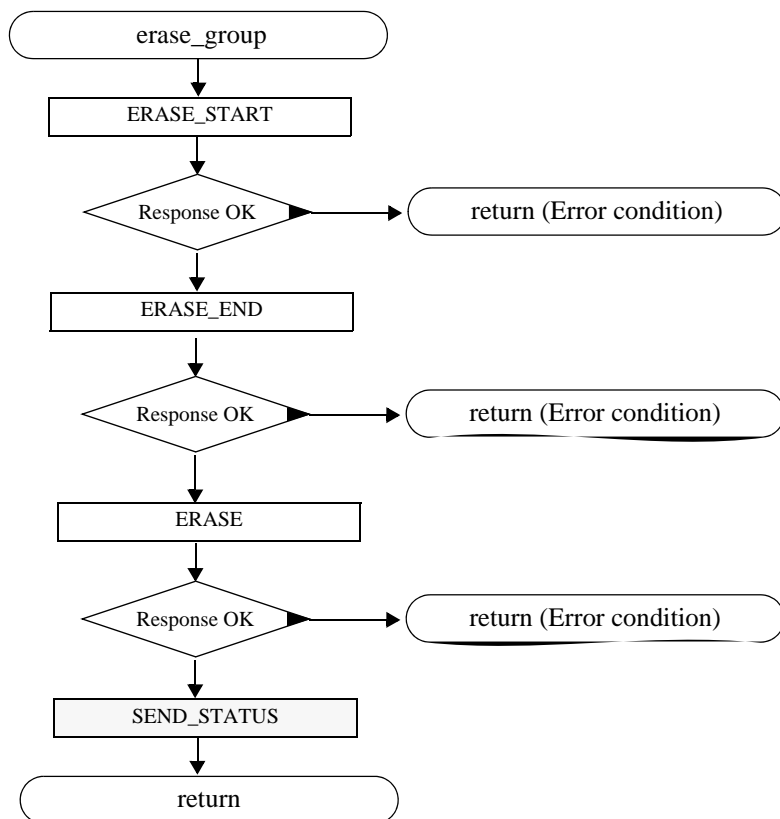 erase_group
ERASE_START
Response OK
return (Error condition)
ERASE_END
Response OK
return (Error condition)
ERASE
Response OK
return (Error condition)
SEND_STATUS
return